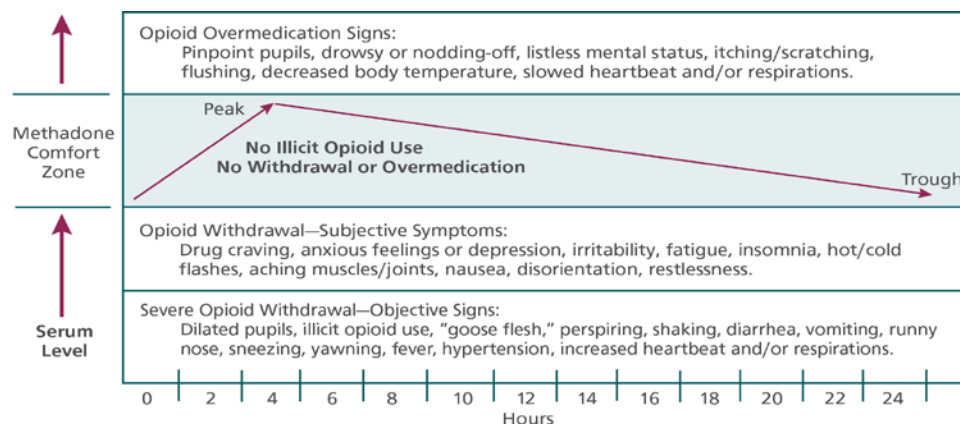 Opioid Overmedication Signs:
Pinpoint pupils, drowsy or nodding-off, listless mental status, itching/scratching,
flushing, decreased body temperature, slowed heartbeat and/or respirations.
Methadone
Comfort
Zone
Peak
No Illicit Opioid Use
No Withdrawal or Overmedication
Trough
Opioid Withdrawal—Subjective Symptoms:
Drug craving, anxious feelings or depression, irritability, fatigue, insomnia, hot/cold
flashes, aching muscles/joints, nausea, disorientation, restlessness.
Serum
Level
Severe Opioid Withdrawal—Objective Signs:
Dilated pupils, illicit opioid use, “goose flesh,” perspiring, shaking, diarrhea, vomiting, runny
nose, sneezing, yawning, fever, hypertension, increased heartbeat and/or respirations.
0 2 4 6 8 10 12 14 16 18 20 22 24
Hours